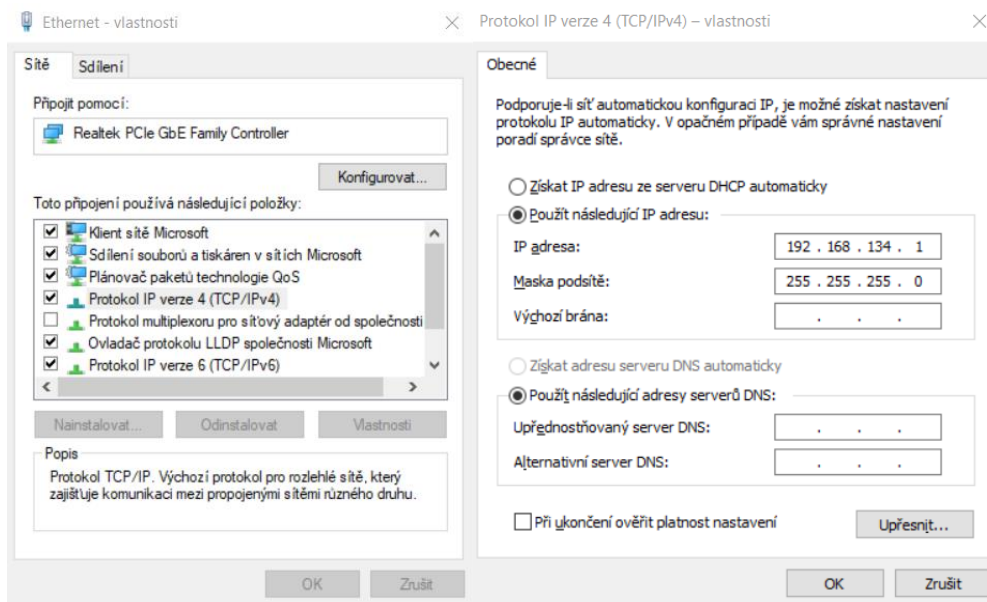 Ethernet - vlastnosti
Sítě
Sdílení
Připojit pomocí:
Realtek PCIe GbE Family Controller
Konfigurovat...
Toto připojení používá následující položky:
Klient sítě Microsoft
Sdílení souborů a tiskáren v sítích Microsoft
Plánovač paketů technologie QoS
Protokol IP verze 4 (TCP/IPv4)
Protokol multiplexoru pro síťový adaptér od společnosti
Ovladač protokolu LLDP společnosti Microsoft
Protokol IP verze 6 (TCP/IPv6)
Nainstalovat...
Odinstalovat
Vlastnosti
Popis
Protokol TCP/IP. Výchozí protokol pro rozlehlé sítě, který
zajišťuje komunikaci mezi propojenými sítěmi různého druhu.
OK
Zrušit
Protokol IP verze 4 (TCP/IPv4) – vlastnosti
Obecné
Podporuje-li síť automatickou konfiguraci IP, je možné získat nastavení
protokolu IP automaticky. V opačném případě vám správné nastavení
poradí správce sítě.
Získat IP adresu ze serveru DHCP automaticky
Použít následující IP adresu:
IP adresa:
192 . 168 . 134 . 1
Maska podsítě:
255 . 255 . 255 . 0
Výchozí brána:
. . .
Získat adresu serveru DNS automaticky
Použít následující adresy serverů DNS:
Upřednostňovaný server DNS:
. . .
Alternativní server DNS:
. . .
Při ukončení ověřit platnost nastavení
Upřesnit...
OK
Zrušit